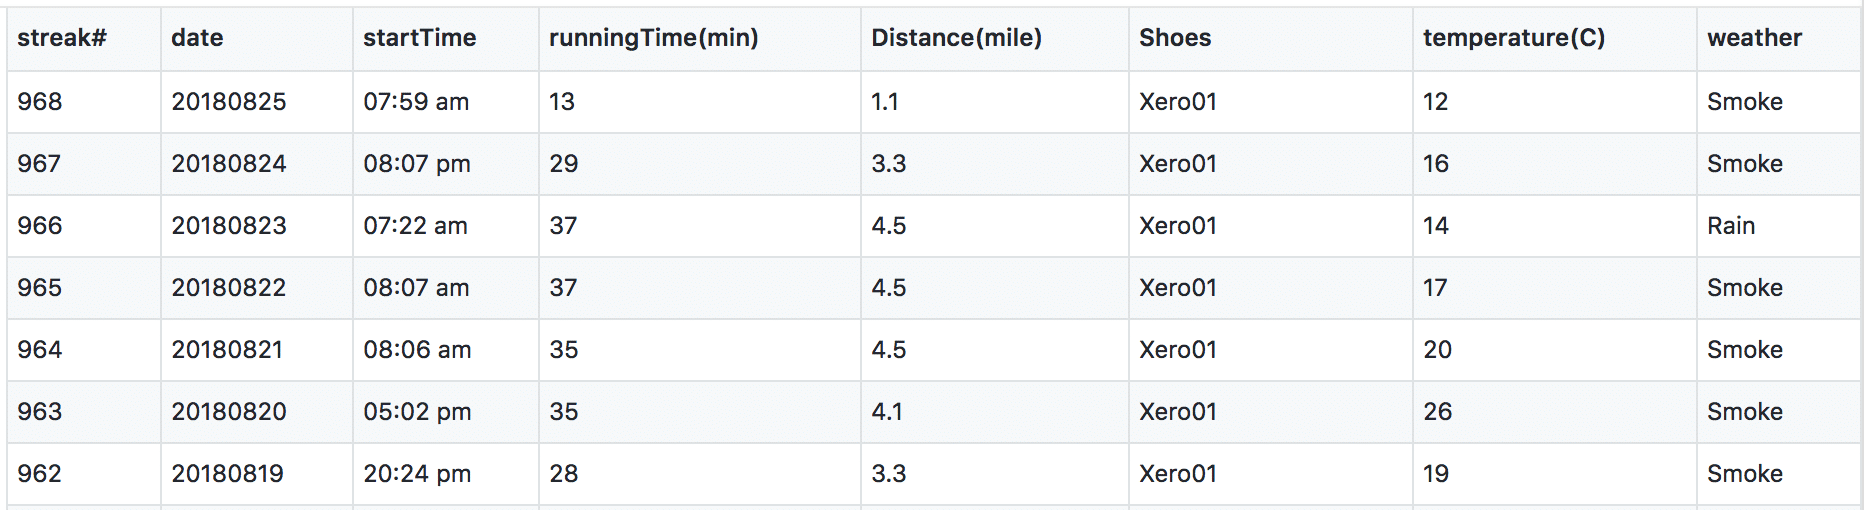 streak# date startTime runningTime(min) Distance(mile) Shoes temperature(C) weather
968 20180825 07:59 am 13 1.1 Xero01 12 Smoke
967 20180824 08:07 pm 29 3.3 Xero01 16 Smoke
966 20180823 07:22 am 37 4.5 Xero01 14 Rain
965 20180822 08:07 am 37 4.5 Xero01 17 Smoke
964 20180821 08:06 am 35 4.5 Xero01 20 Smoke
963 20180820 05:02 pm 35 4.1 Xero01 26 Smoke
962 20180819 20:24 pm 28 3.3 Xero01 19 Smoke